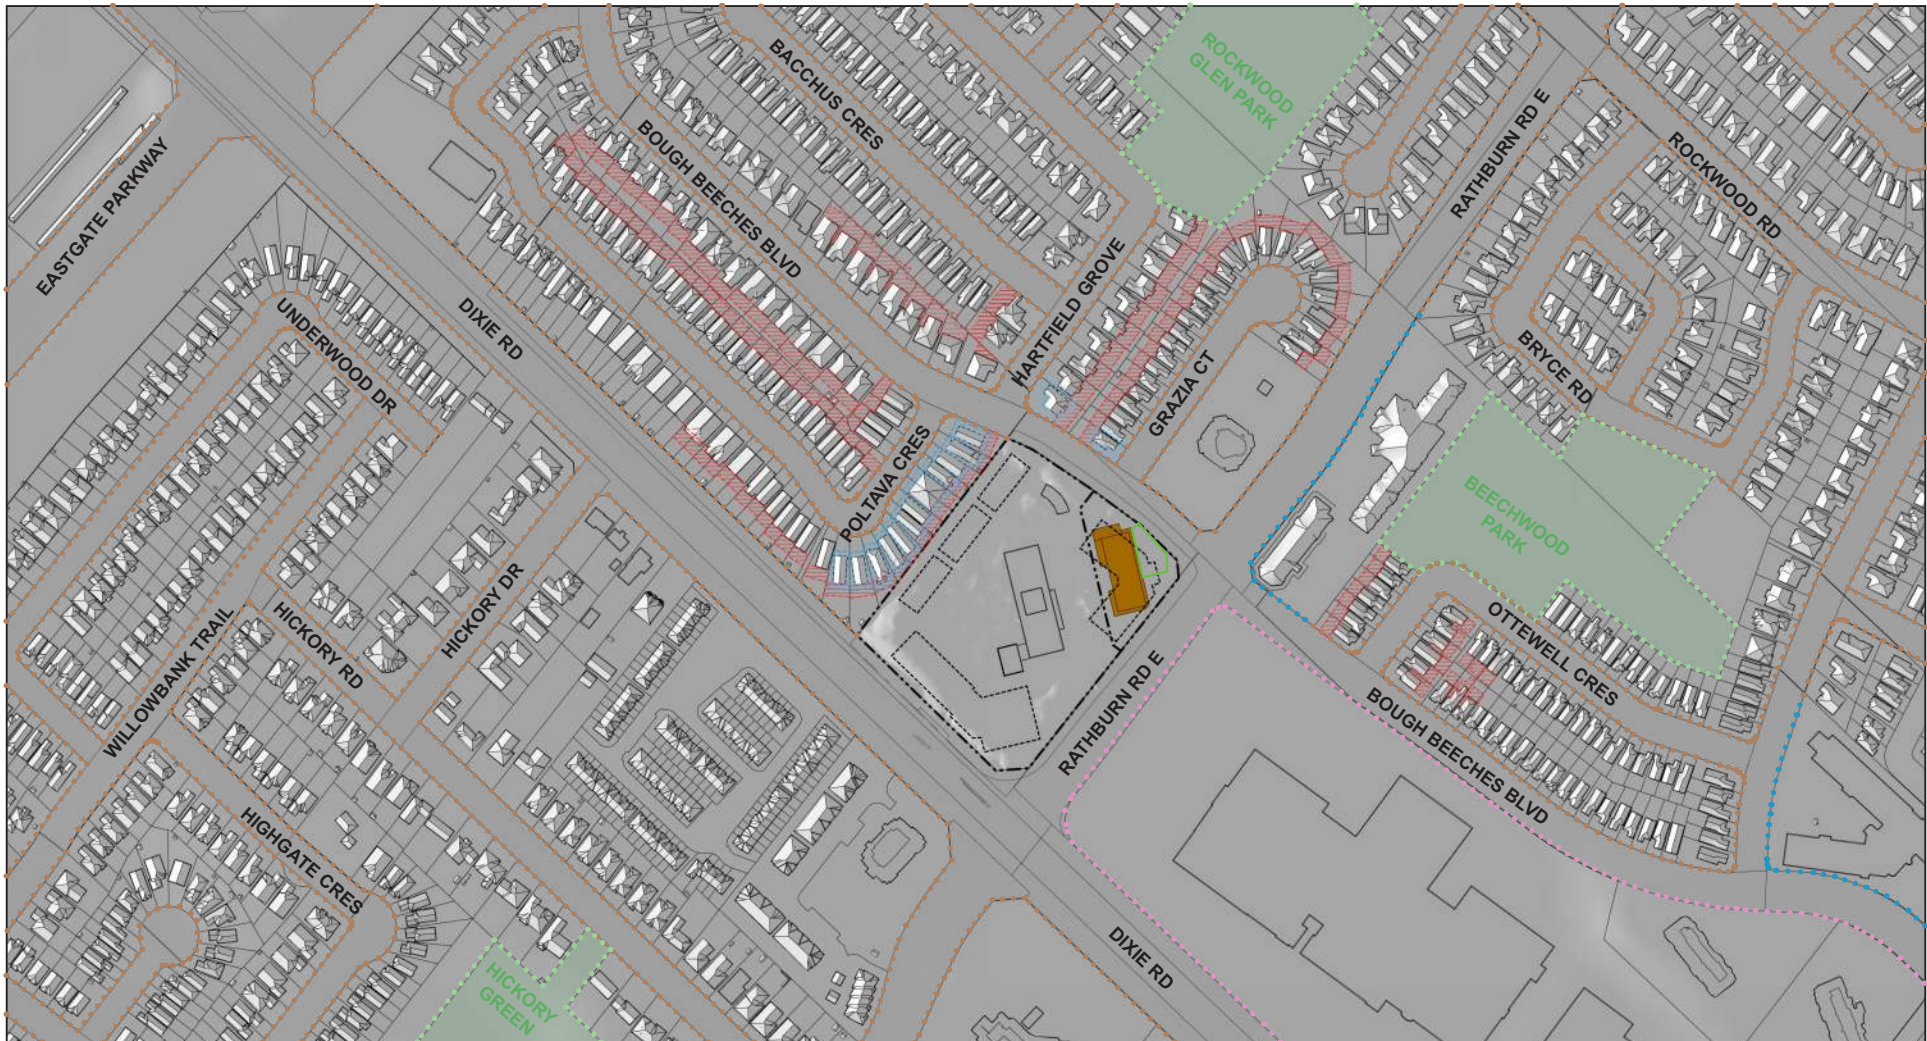 ROCKWOOD
GLEN PARK
BACCHUS CRES
BOUGH BEECHES BLVD
RATHBURN RD E
ROCKWOOD RD
EASTGATE PARKWAY
UNDERWOOD DR
DIXIE RD
HARTFIELD GROVE
GRAZIA CT
BRYCE RD
POLTAVA CRES
BEECHWOOD
PARK
OTTEWELL CRES
HICKORY DR
HICKORY RD
WILLOWBANK TRAIL
RATHBURN RD E
BOUGH BEECHES BLVD
HIGHGATE CRES
DIXIE RD
HICKORY
GREEN